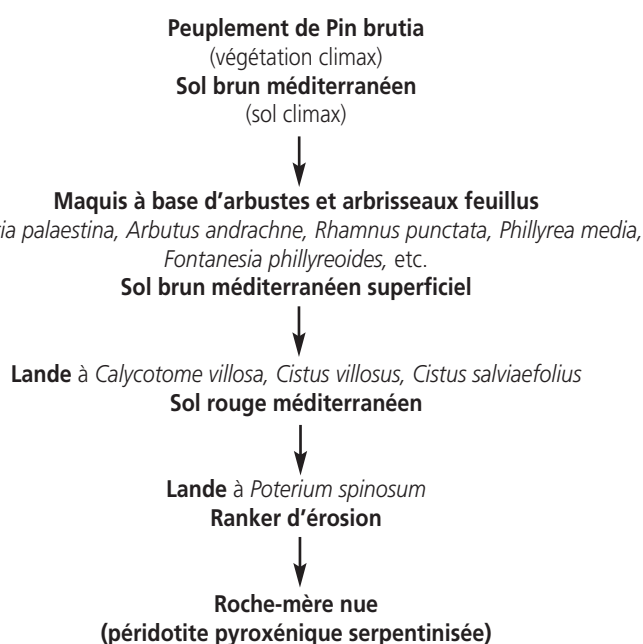 Peuplement de Pin brutia
(végétation climax)
Sol brun méditerranéen
(sol climax)
Maquis à base d’arbustes et arbrisseaux feuillus
palaestina, Arbutus andrachne, Rhamnus punctata, Phillyrea media,
Fontanesia phillyreoides, etc.
Sol brun méditerranéen superficiel
Lande à Calycotome villosa, Cistus villosus, Cistus salviaefolius
Sol rouge méditerranéen
Lande à Poterium spinosum
Ranker d’érosion
Roche-mère nue
(péridotite pyroxénique serpentinisée)